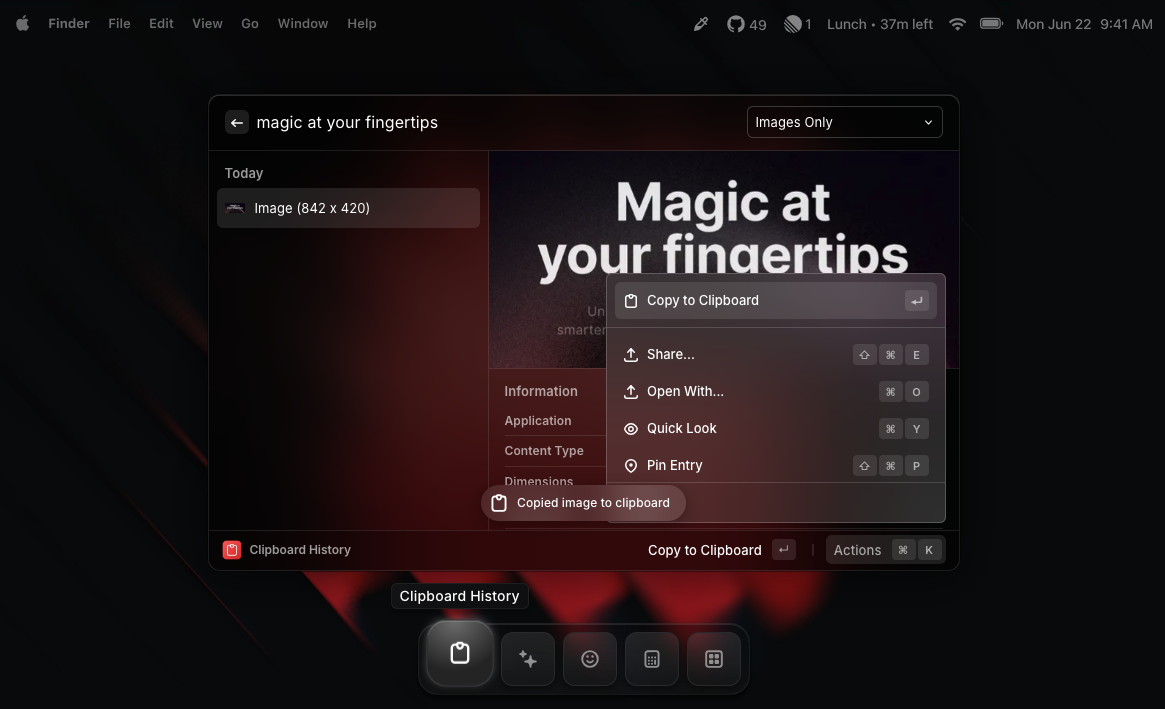 Finder File Edit View Go Window Help 49 1 Lunch • 37m left Mon Jun 22 9:41 AM
magic at your fingertips
Images Only
Today
Image (842 x 420)
Magic at
your fingertips
Un
smarter
Copy to Clipboard
Share...
E
Open With...
O
Quick Look
Y
Pin Entry
P
Information
Application
Content Type
Dimensions
Copied image to clipboard
Clipboard History
Copy to Clipboard
Actions
K
Clipboard History